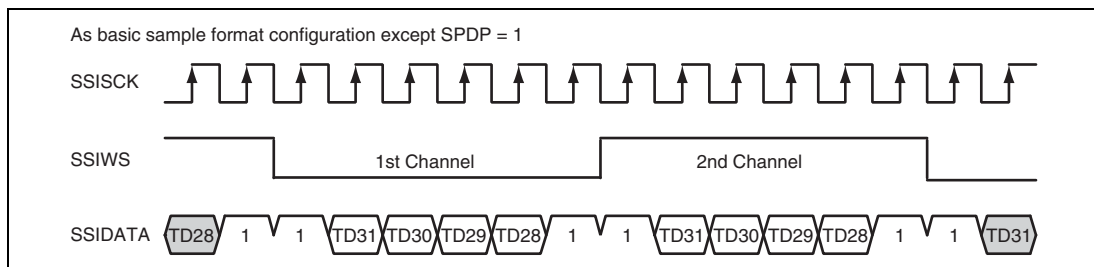 As basic sample format configuration except SPDP = 1
SSISCK
SSIWS 1st Channel 2nd Channel
SSIDATA TD28 1 1 TD31 TD30 TD29 TD28 1 1 TD31 TD30 TD29 TD28 1 1 TD31